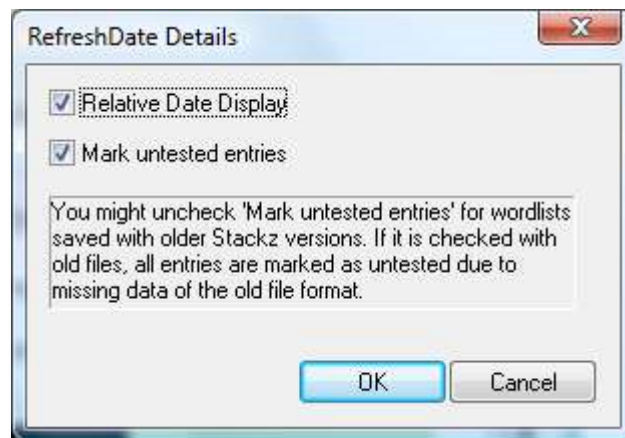 RefreshDate Details
Relative Date Display
Mark untested entries
You might uncheck 'Mark untested entries' for wordlists
saved with older Stackz versions. If it is checked with
old files, all entries are marked as untested due to
missing data of the old file format.
OK
Cancel